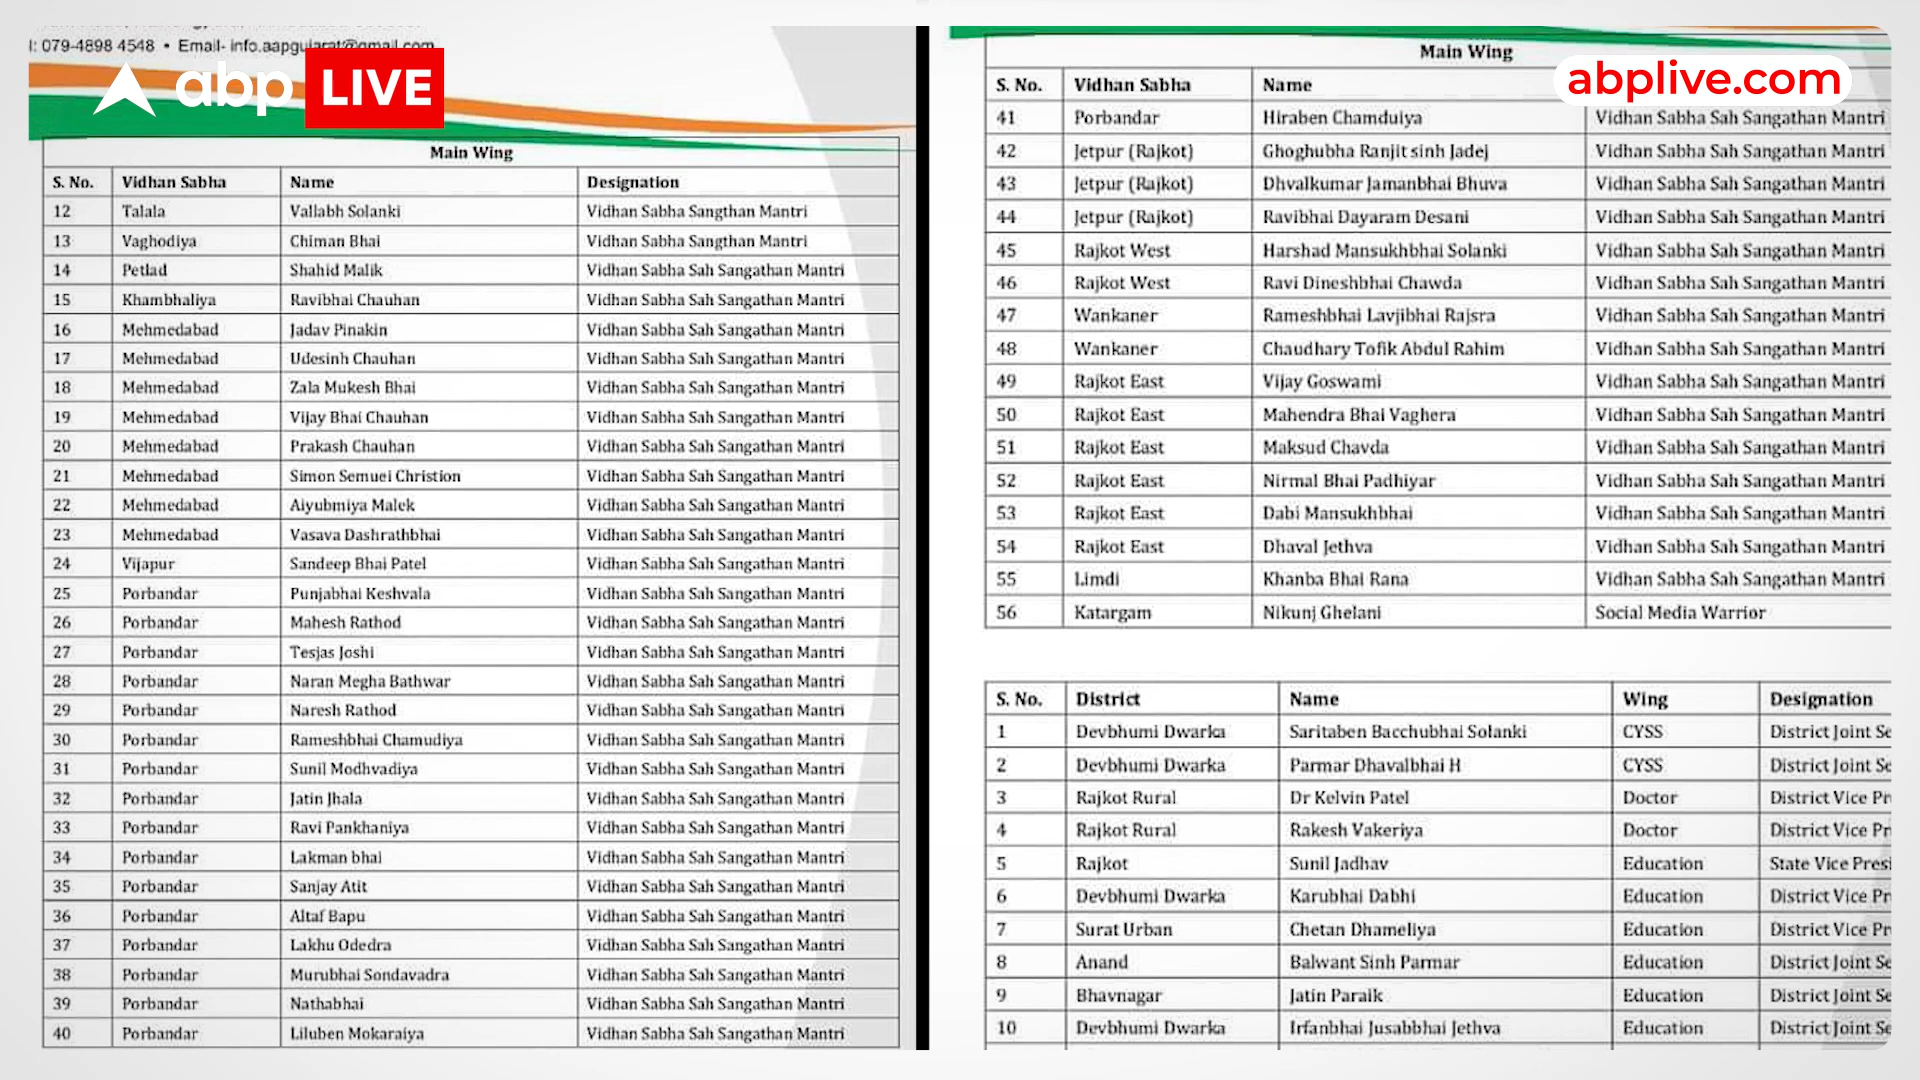 l: 079-4898 4548 • Email- info.aapgujarat@gmail.com
abp LIVE
Main Wing
S. No. Vidhan Sabha Name Designation
12 Talala Vallabh Solanki Vidhan Sabha Sangthan Mantri
13 Vaghodiya Chiman Bhai Vidhan Sabha Sangthan Mantri
14 Petlad Shahid Malik Vidhan Sabha Sah Sangathan Mantri
15 Khambhaliya Ravibhai Chauhan Vidhan Sabha Sah Sangathan Mantri
16 Mehmedabad Jadav Pinakin Vidhan Sabha Sah Sangathan Mantri
17 Mehmedabad Udesinh Chauhan Vidhan Sabha Sah Sangathan Mantri
18 Mehmedabad Zala Mukesh Bhai Vidhan Sabha Sah Sangathan Mantri
19 Mehmedabad Vijay Bhai Chauhan Vidhan Sabha Sah Sangathan Mantri
20 Mehmedabad Prakash Chauhan Vidhan Sabha Sah Sangathan Mantri
21 Mehmedabad Simon Semuei Christion Vidhan Sabha Sah Sangathan Mantri
22 Mehmedabad Aiyubmiya Malek Vidhan Sabha Sah Sangathan Mantri
23 Mehmedabad Vasava Dashrathbhai Vidhan Sabha Sah Sangathan Mantri
24 Vijapur Sandeep Bhai Patel Vidhan Sabha Sah Sangathan Mantri
25 Porbandar Punjabhai Keshvala Vidhan Sabha Sah Sangathan Mantri
26 Porbandar Mahesh Rathod Vidhan Sabha Sah Sangathan Mantri
27 Porbandar Tesjas Joshi Vidhan Sabha Sah Sangathan Mantri
28 Porbandar Naran Megha Bathwar Vidhan Sabha Sah Sangathan Mantri
29 Porbandar Naresh Rathod Vidhan Sabha Sah Sangathan Mantri
30 Porbandar Rameshbhai Chamudiya Vidhan Sabha Sah Sangathan Mantri
31 Porbandar Sunil Modhvadiya Vidhan Sabha Sah Sangathan Mantri
32 Porbandar Jatin Jhala Vidhan Sabha Sah Sangathan Mantri
33 Porbandar Ravi Pankhaniya Vidhan Sabha Sah Sangathan Mantri
34 Porbandar Lakman bhai Vidhan Sabha Sah Sangathan Mantri
35 Porbandar Sanjay Atit Vidhan Sabha Sah Sangathan Mantri
36 Porbandar Altaf Bapu Vidhan Sabha Sah Sangathan Mantri
37 Porbandar Lakhu Odedra Vidhan Sabha Sah Sangathan Mantri
38 Porbandar Murubhai Sondavadra Vidhan Sabha Sah Sangathan Mantri
39 Porbandar Nathabhai Vidhan Sabha Sah Sangathan Mantri
40 Porbandar Liluben Mokaraiya Vidhan Sabha Sah Sangathan Mantri
Main Wing
abplive.com
S. No. Vidhan Sabha Name
41 Porbandar Hiraben Chamduiya Vidhan Sabha Sah Sangathan Mantri
42 Jetpur (Rajkot) Ghoghubha Ranjit sinh Jadej Vidhan Sabha Sah Sangathan Mantri
43 Jetpur (Rajkot) Dhvalkumar Jamanbhai Bhuva Vidhan Sabha Sah Sangathan Mantri
44 Jetpur (Rajkot) Ravibhai Dayaram Desani Vidhan Sabha Sah Sangathan Mantri
45 Rajkot West Harshad Mansukhbhai Solanki Vidhan Sabha Sah Sangathan Mantri
46 Rajkot West Ravi Dineshbhai Chawda Vidhan Sabha Sah Sangathan Mantri
47 Wankaner Rameshbhai Lavjibhai Rajsra Vidhan Sabha Sah Sangathan Mantri
48 Wankaner Chaudhary Tofik Abdul Rahim Vidhan Sabha Sah Sangathan Mantri
49 Rajkot East Vijay Goswami Vidhan Sabha Sah Sangathan Mantri
50 Rajkot East Mahendra Bhai Vaghera Vidhan Sabha Sah Sangathan Mantri
51 Rajkot East Maksud Chavda Vidhan Sabha Sah Sangathan Mantri
52 Rajkot East Nirmal Bhai Padhiyar Vidhan Sabha Sah Sangathan Mantri
53 Rajkot East Dabi Mansukhbhai Vidhan Sabha Sah Sangathan Mantri
54 Rajkot East Dhaval Jethva Vidhan Sabha Sah Sangathan Mantri
55 Limdi Khanba Bhai Rana Vidhan Sabha Sah Sangathan Mantri
56 Katargam Nikunj Ghelani Social Media Warrior
S. No. District Name Wing Designation
1 Devbhumi Dwarka Saritaben Bacchubhai Solanki CYSS District Joint Se
2 Devbhumi Dwarka Parmar Dhavalbhai H CYSS District Joint Se
3 Rajkot Rural Dr Kelvin Patel Doctor District Vice Pr
4 Rajkot Rural Rakesh Vakeriya Doctor District Vice Pr
5 Rajkot Sunil Jadhav Education State Vice Presi
6 Devbhumi Dwarka Karubhai Dabhi Education District Vice Pr
7 Surat Urban Chetan Dhameliya Education District Vice Pr
8 Anand Balwant Sinh Parmar Education District Joint Se
9 Bhavnagar Jatin Paraik Education District Joint Se
10 Devbhumi Dwarka Irfanbhai Jusabbhai Jethva Education District Joint Se